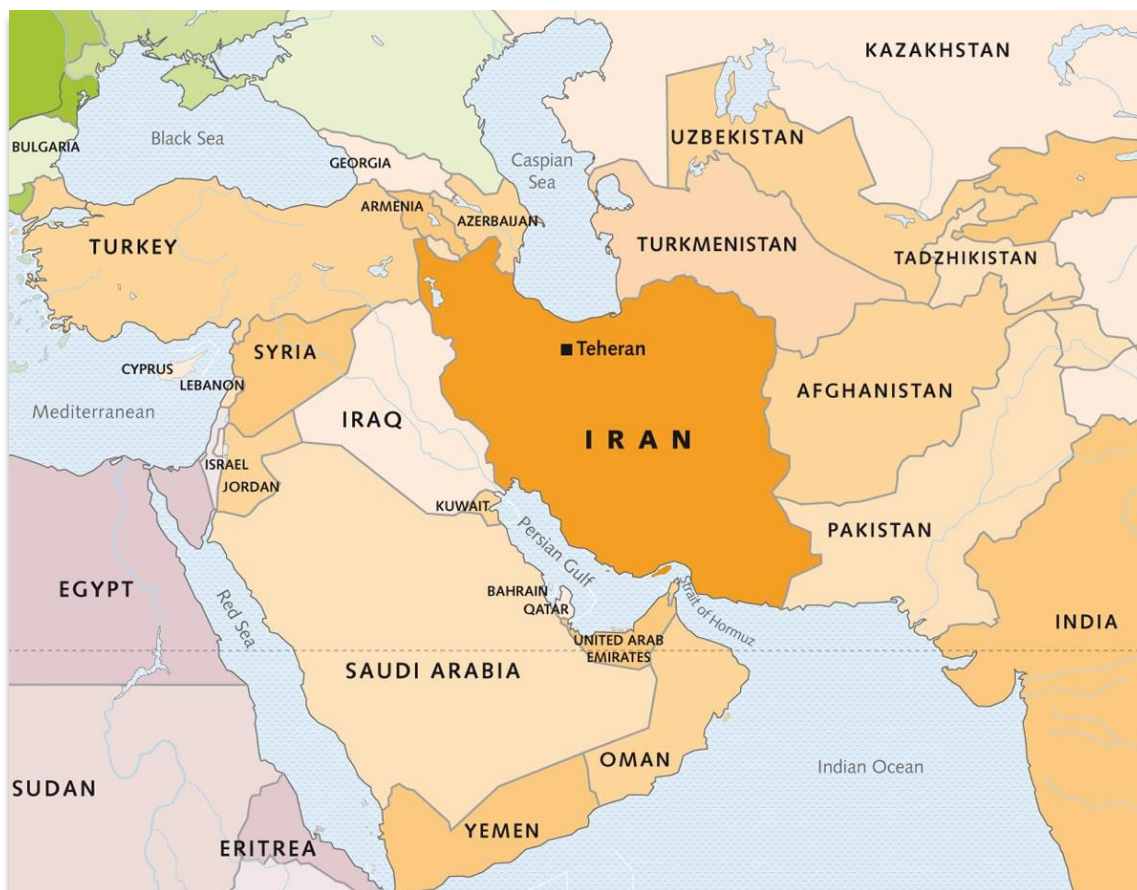 KAZAKHSTAN
Black Sea
UZBEKISTAN
BULGARIA
GEORGIA
Caspian
Sea
ARMENIA
AZERBAIJAN
TURKEY
TURKMENISTAN
TADZHIKISTAN
Teheran
SYRIA
CYPRUS
LEBANON
AFGHANISTAN
Mediterranean
IRAQ
IRAN
ISRAEL
JORDAN
KUWAIT
PAKISTAN
Persian Gulf
EGYPT
BAHRAIN
QATAR
Strait of Hormuz
Red Sea
INDIA
UNITED ARAB
EMIRATES
SAUDI ARABIA
OMAN
Indian Ocean
SUDAN
YEMEN
ERITREA